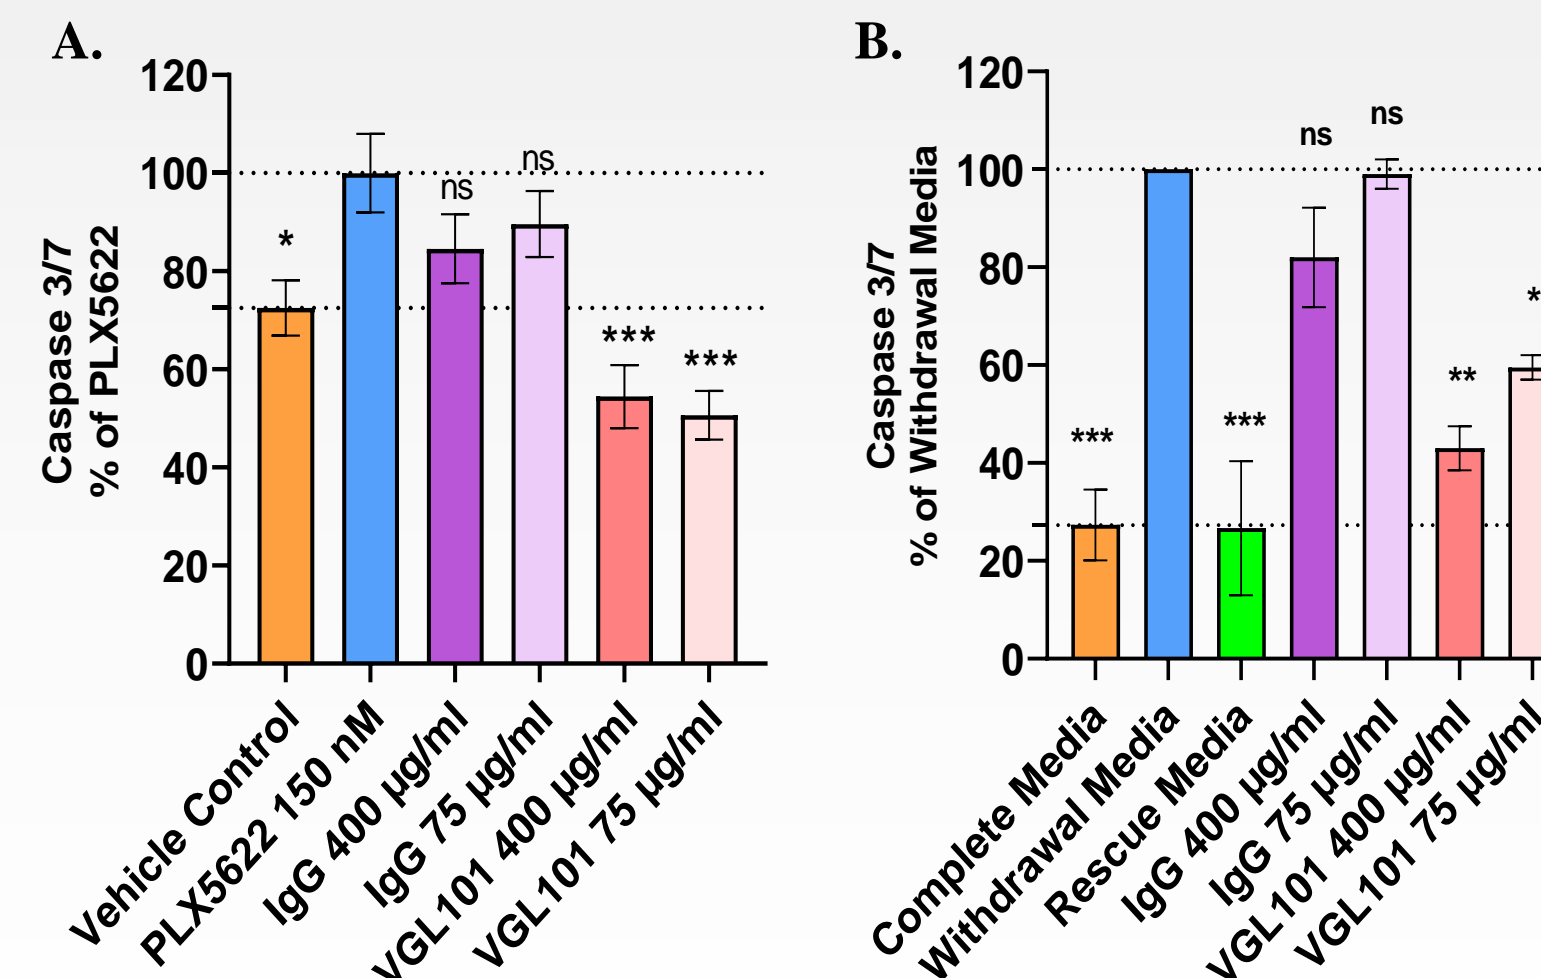 A.
120
100
80
60
40
20
0
Caspase 3/7
% of PLX5622
*
ns
ns
***
***
Vehicle Control
PLX5622 150 nM
IgG 400 µg/ml
IgG 75 µg/ml
VGL101 400 µg/ml
VGL101 75 µg/ml
B.
120
100
80
60
40
20
0
Caspase 3/7
% of Withdrawal Media
***
***
ns
ns
**
*
Complete Media
Withdrawal Media
Rescue Media
IgG 400 µg/ml
IgG 75 µg/ml
VGL101 400 µg/ml
VGL101 75 µg/ml